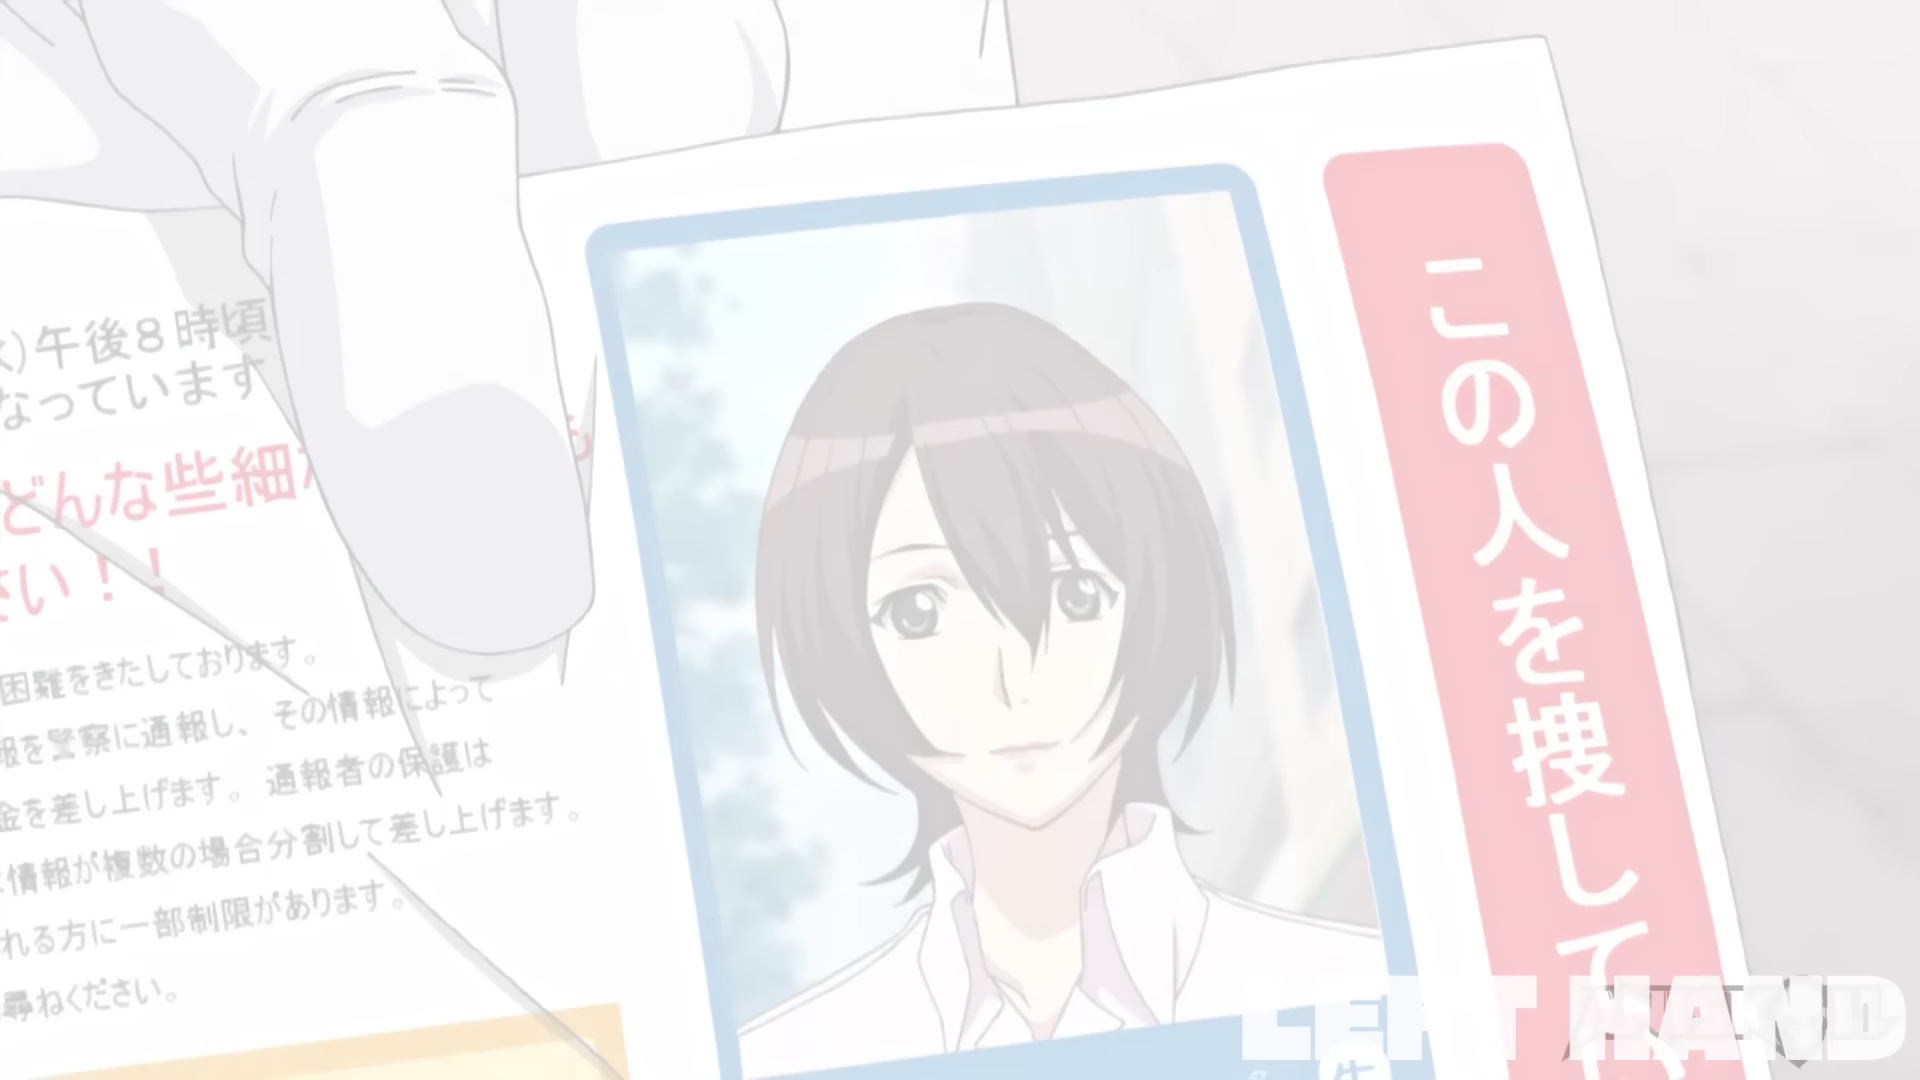 この人を捜してい
)午後8時頃
なっています
どんな些細
さい！！
困難をきたしております。
報を警察に通報し、その情報によって
金を差し上げます。通報者の保護は
情報が複数の場合分割して差し上げます。
れる方に一部制限があります。
尋ねください。
LEAT HAND